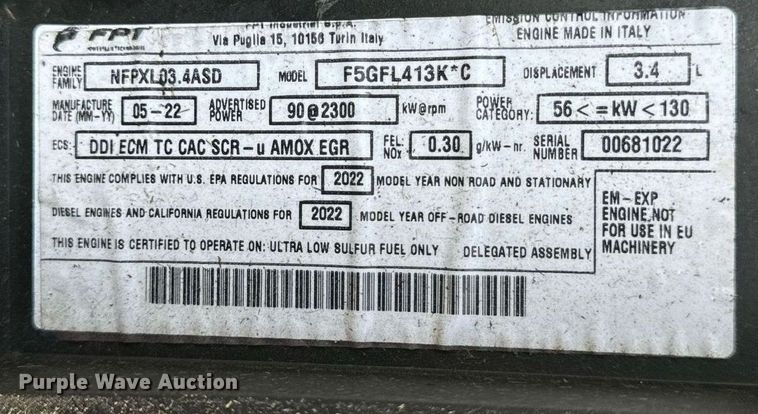 FPT
FPT Industrial S.p.A.
Via Puglia 15, 10156 Turin Italy
EMISSION CONTROL INFORMATION
ENGINE MADE IN ITALY
ENGINE FAMILY NFPXL03.4ASD MODEL F5GFL413K*C DISPLACEMENT 3.4 L
MANUFACTURE DATE (MM-YY) 05-22 ADVERTISED POWER 90@2300 kW@rpm POWER CATEGORY: 56<=kW<130
ECS: DDI ECM TC CAC SCR-u AMOX EGR FEL: NOx 0.30 g/kW-hr. SERIAL NUMBER 00681022
THIS ENGINE COMPLIES WITH U.S. EPA REGULATIONS FOR 2022 MODEL YEAR NON ROAD AND STATIONARY
DIESEL ENGINES AND CALIFORNIA REGULATIONS FOR 2022 MODEL YEAR OFF-ROAD DIESEL ENGINES
THIS ENGINE IS CERTIFIED TO OPERATE ON: ULTRA LOW SULFUR FUEL ONLY DELEGATED ASSEMBLY
EM-EXP
ENGINE NOT
FOR USE IN EU
MACHINERY
Purple Wave Auction